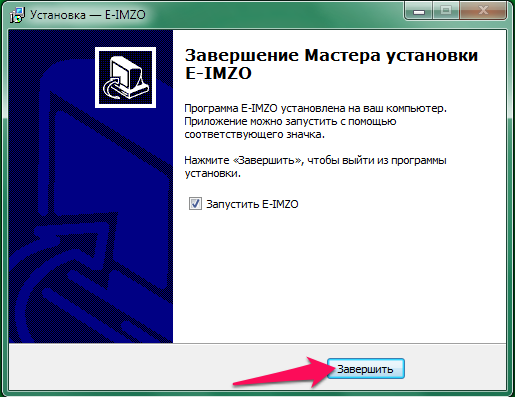 Установка — E-IMZO
Завершение Мастера установки
E-IMZO
Программа E-IMZO установлена на ваш компьютер.
Приложение можно запустить с помощью
соответствующего значка.
Нажмите «Завершить», чтобы выйти из программы
установки.
Запустить E-IMZO
Завершить